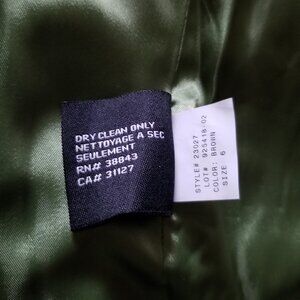 DRY CLEAN ONLY
NETTOYAGE A SEC
SEULEMENT
RN# 38843
CA# 31127
STYLE# 23027
LOT# 925418-02
COLOR: BROWN
SIZE: 6